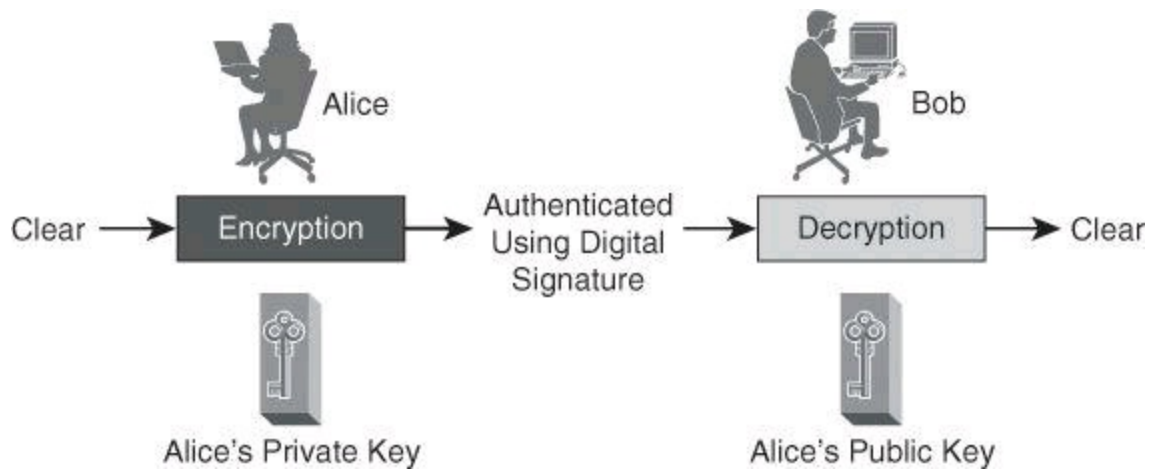 Alice
Bob
Clear
Encryption
Authenticated
Using Digital
Signature
Decryption
Clear
Alice's Private Key
Alice's Public Key